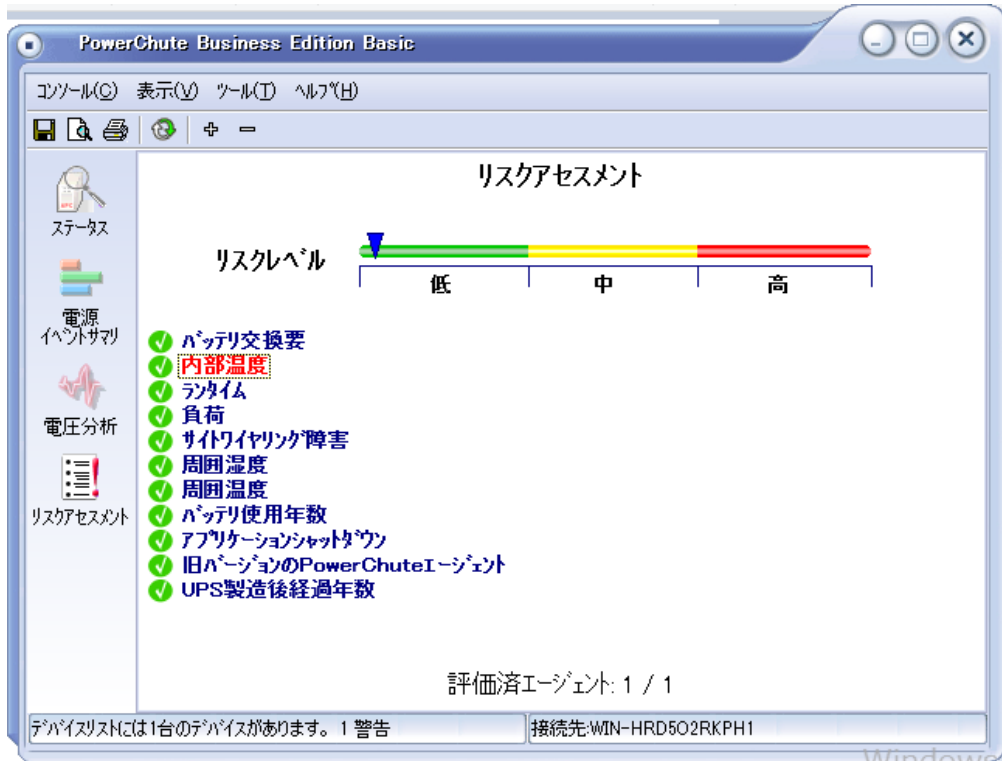 PowerChute Business Edition Basic
コンソール(C) 表示(V) ツール(T) ヘルプ(H)
リスクアセスメント
ステータス
リスクレベル
低 中 高
電源
イベントサマリ
電圧分析
リスクアセスメント
バッテリ交換要
内部温度
ランタイム
負荷
サイトワイヤリング障害
周囲湿度
周囲温度
バッテリ使用年数
アプリケーションシャットダウン
旧バージョンのPowerChuteエージェント
UPS製造後経過年数
評価済エージェント: 1 / 1
デバイスリストには1台のデバイスがあります。 1 警告 接続先:WIN-HRD5O2RKPH1
Windows